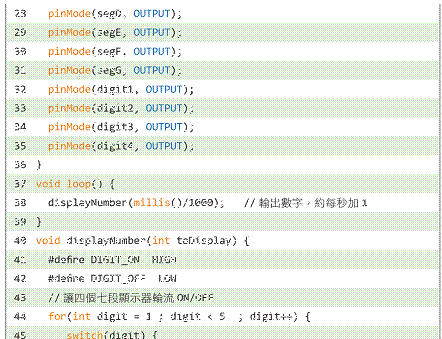 28 pinMode(segD, OUTPUT);
29 pinMode(segE, OUTPUT);
30 pinMode(segF, OUTPUT);
31 pinMode(segG, OUTPUT);
32 pinMode(digit1, OUTPUT);
33 pinMode(digit2, OUTPUT);
34 pinMode(digit3, OUTPUT);
35 pinMode(digit4, OUTPUT);
36 }
37 void loop() {
38 displayNumber(millis()/1000); // 輸出數字，約每秒加 1
39 }
40 void displayNumber(int toDisplay) {
41 #define DIGIT_ON HIGH
42 #define DIGIT_OFF LOW
43 // 讓四個七段顯示器輪流 ON/OFF
44 for(int digit = 1 ; digit < 5 ; digit++) {
45 switch(digit) {